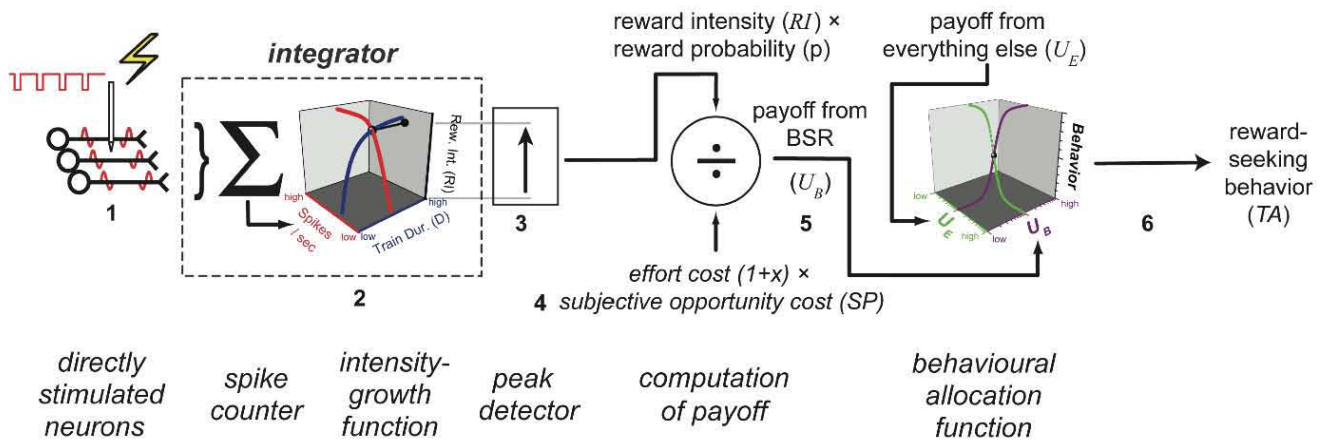 integrator
reward intensity (RI) ×
reward probability (p)
payoff from
everything else (U_E)
Rew. Int. (RI)
high
high
Spikes
/ sec
low
low
Train Dur. (D)
payoff from
BSR
(U_B)
Behavior
low
high
U_E
high
low
U_B
reward-
seeking
behavior
(TA)
}
Σ
÷
1
2
3
4
5
6
effort cost (1+x) ×
subjective opportunity cost (SP)
directly
stimulated
neurons
spike
counter
intensity-
growth
function
peak
detector
computation
of payoff
behavioural
allocation
function